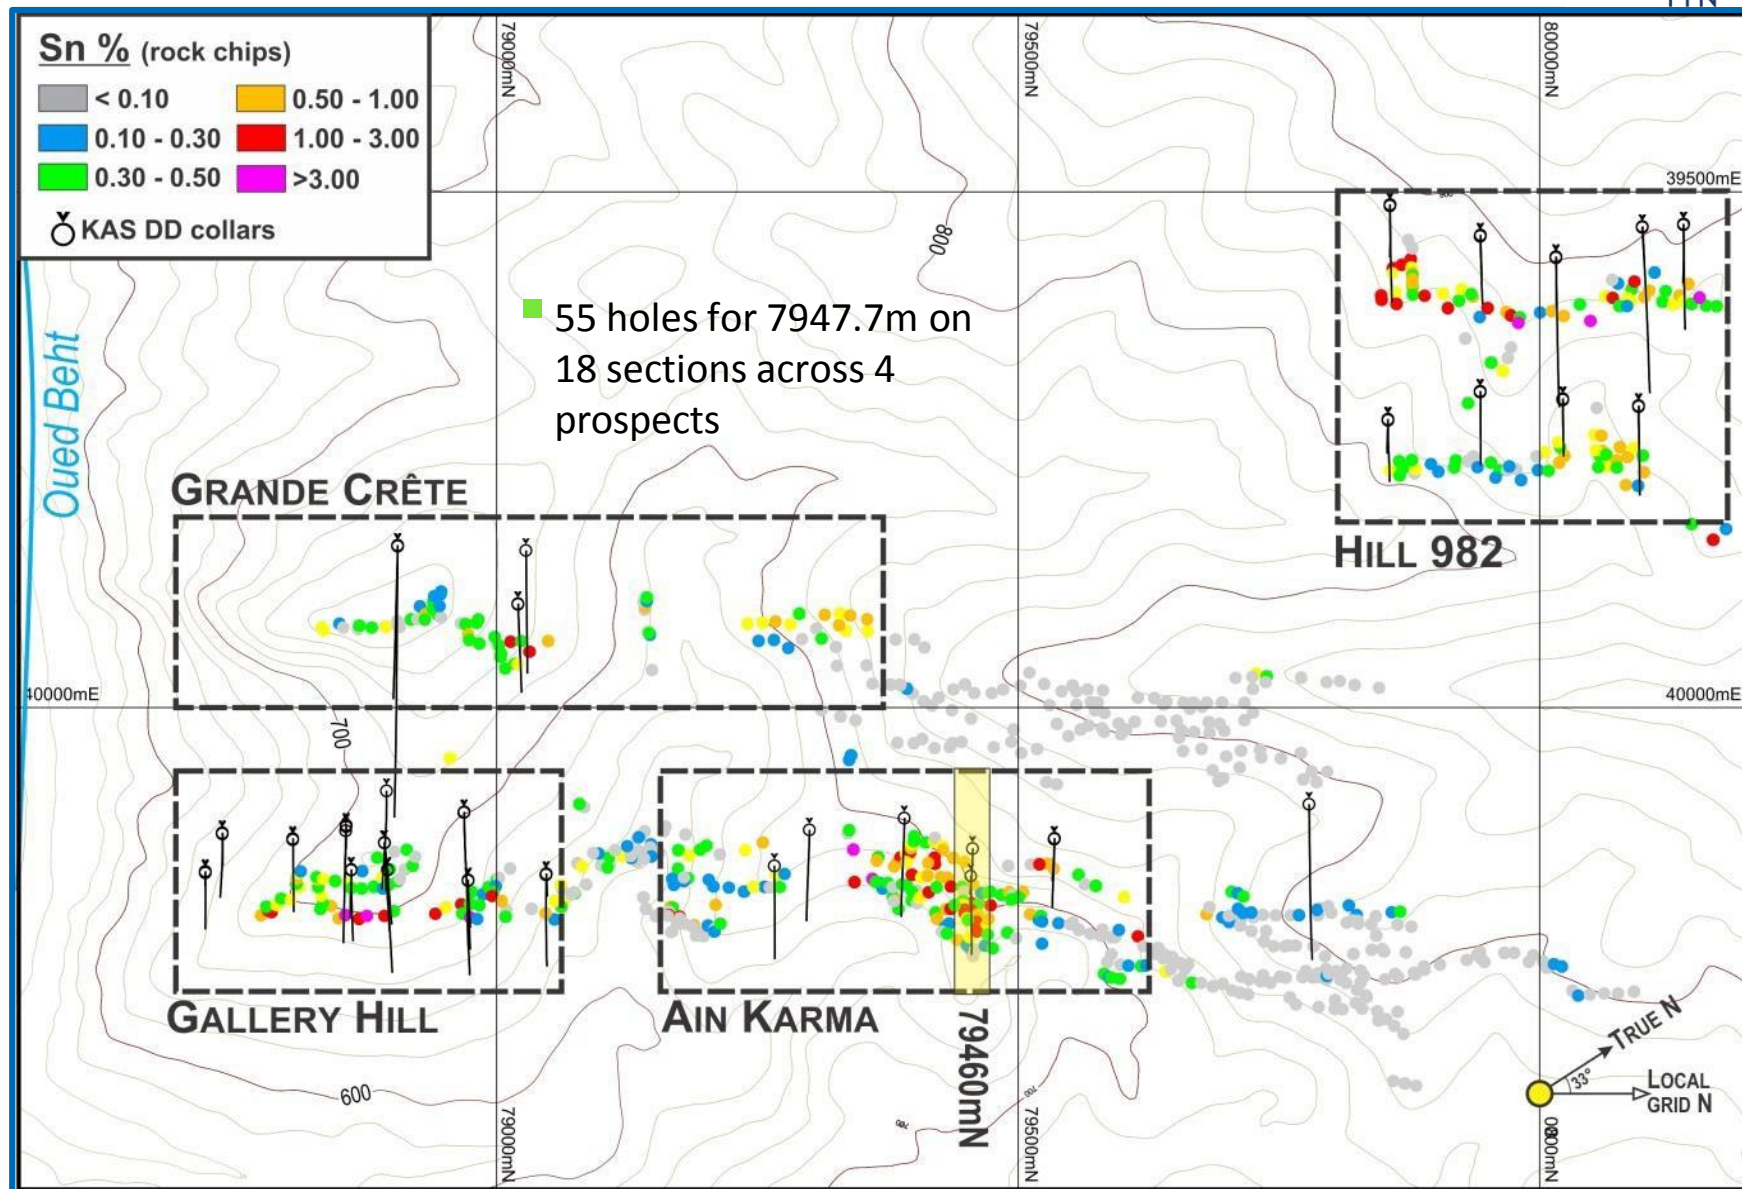 Sn % (rock chips)
< 0.10
0.50 - 1.00
0.10 - 0.30
1.00 - 3.00
0.30 - 0.50
>3.00
KAS DD collars
79000mN
79500mN
80000mN
39500mE
800
Oued Beht
55 holes for 7947.7m on
18 sections across 4
prospects
GRANDE CRÊTE
HILL 982
40000mE
40000mE
700
GALLERY HILL
AIN KARMA
79460mN
600
700
700
79000mN
79500mN
TRUE N
33°
LOCAL
GRID N